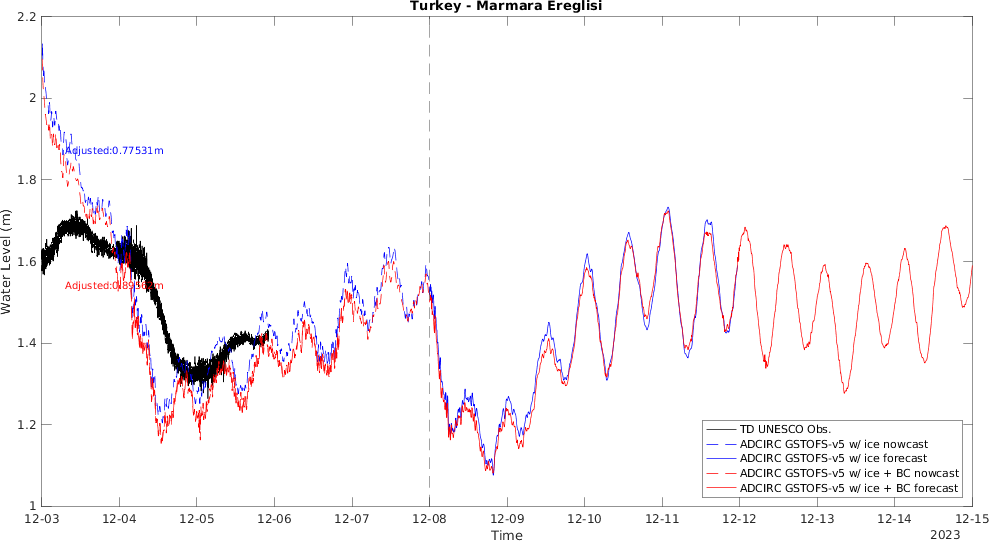 Turkey - Marmara Ereglisi
2.2
2
1.8
1.6
1.4
1.2
1
Water Level (m)
Adjusted:0.77531m
TD UNESCO Obs.
ADCIRC GSTOFS-v5 w/ ice nowcast
ADCIRC GSTOFS-v5 w/ ice forecast
ADCIRC GSTOFS-v5 w/ ice + BC nowcast
ADCIRC GSTOFS-v5 w/ ice + BC forecast
12-03 12-04 12-05 12-06 12-07 12-08 12-09 12-10 12-11 12-12 12-13 12-14 12-15
Time
2023